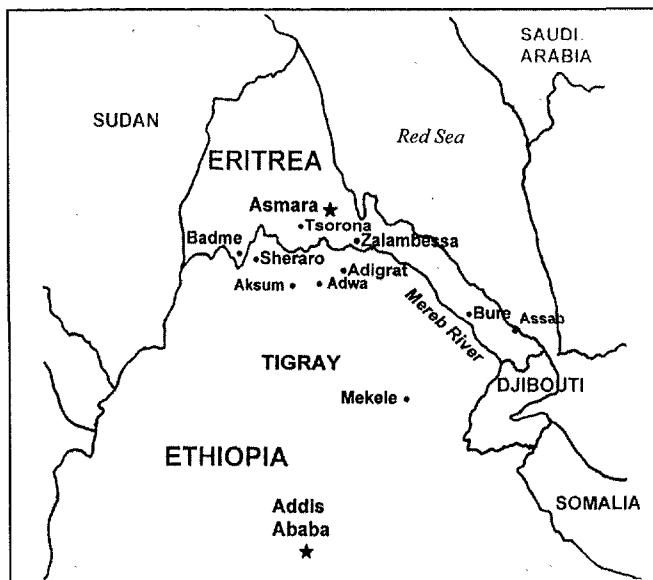 SAUDI
ARABIA
SUDAN
Red Sea
ERITREA
Asmara
Tsorona
Badme
Zalambessa
Sheraro
Adigrat
Aksum
Adwa
Mereb River
Bure
Assab
TIGRAY
DJIBOUTI
Mekele
ETHIOPIA
SOMALIA
Addis
Ababa